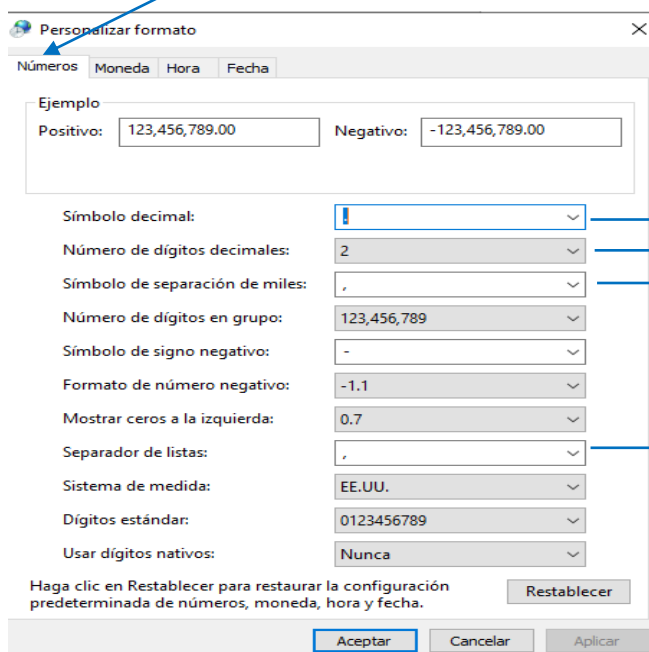 Personalizar formato
Números Moneda Hora Fecha
Ejemplo
Positivo: 123,456,789.00 Negativo: -123,456,789.00
Símbolo decimal: .
Número de dígitos decimales: 2
Símbolo de separación de miles: ,
Número de dígitos en grupo: 123,456,789
Símbolo de signo negativo: -
Formato de número negativo: -1.1
Mostrar ceros a la izquierda: 0.7
Separador de listas: ,
Sistema de medida: EE.UU.
Dígitos estándar: 0123456789
Usar dígitos nativos: Nunca
Haga clic en Restablecer para restaurar la configuración
predeterminada de números, moneda, hora y fecha.
Restablecer
Aceptar Cancelar Aplicar